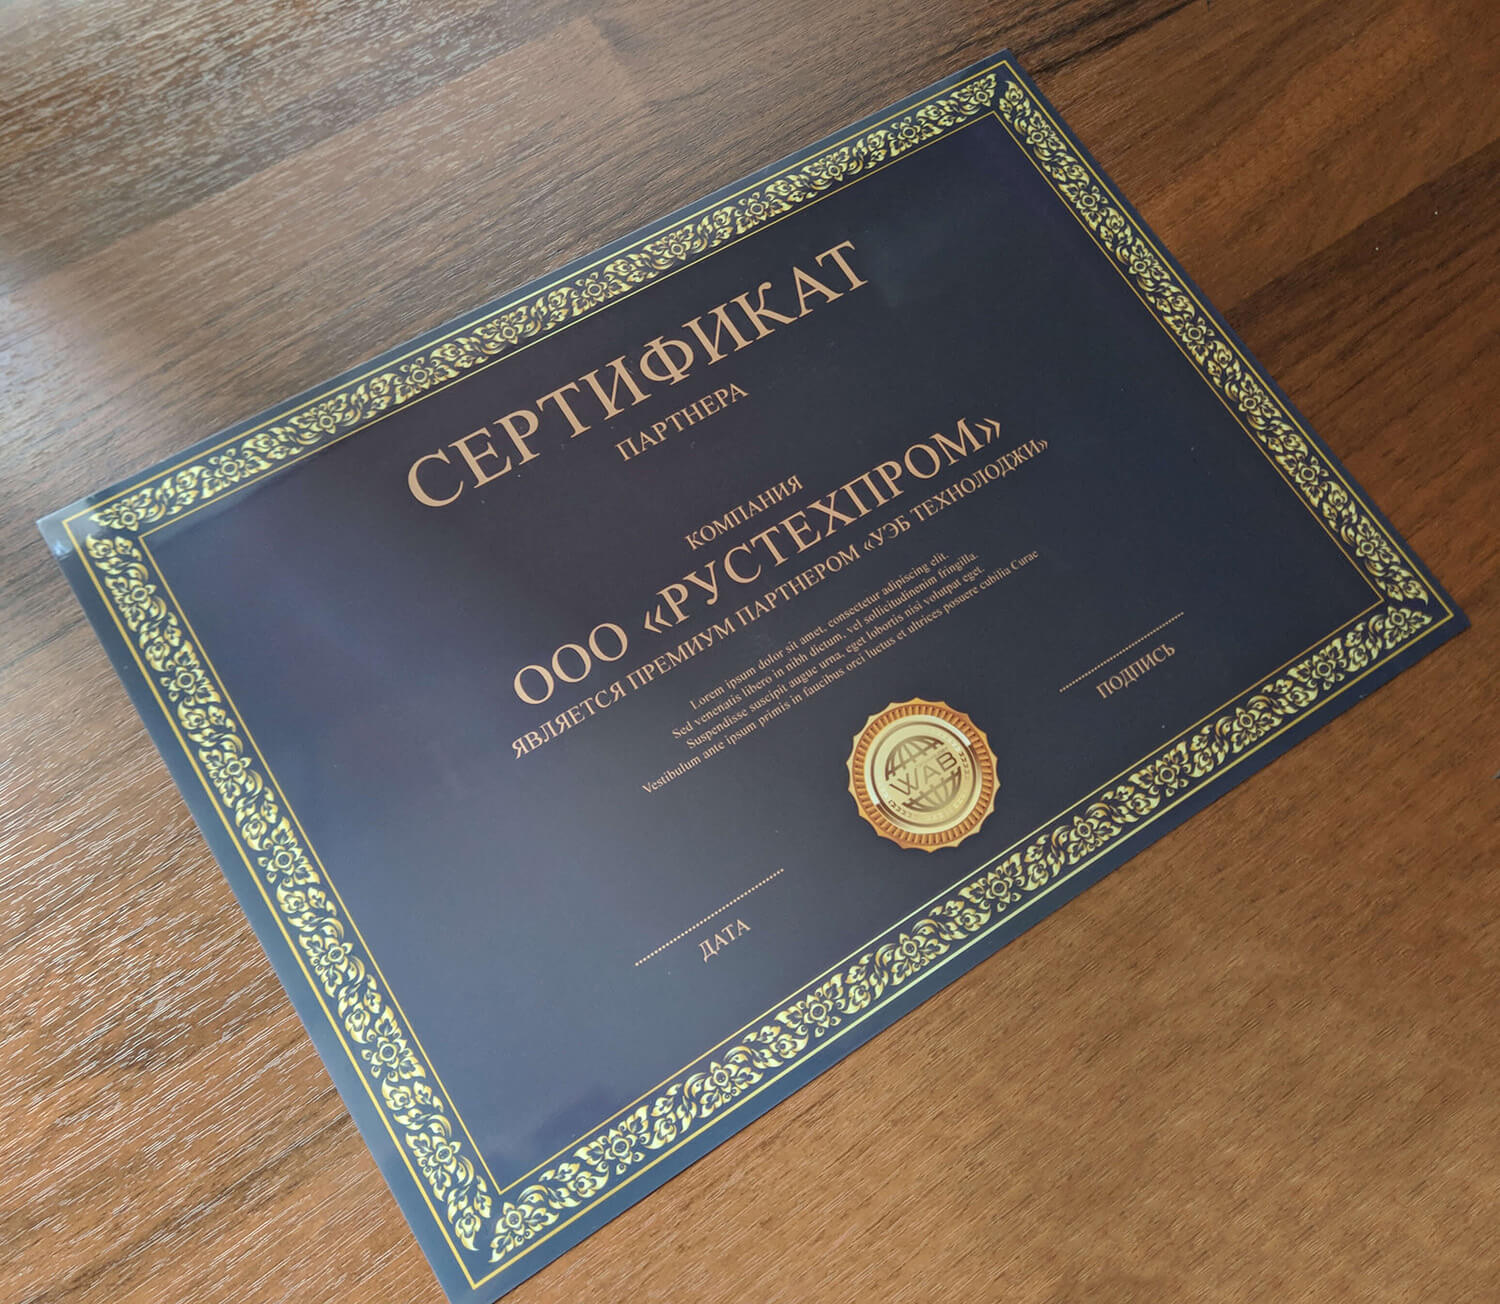 СЕРТИФИКАТ
ПАРТНЕРА
КОМПАНИЯ
ООО «РУСТЕХПРОМ»
ЯВЛЯЕТСЯ ПРЕМИУМ ПАРТНЕРОМ «УЭБ ТЕХНОЛОДЖИ»
Lorem ipsum dolor sit amet, consectetur adipiscing elit.
Sed venenatis libero in nibh dictum, vel sollicitudinenim fringilla.
Suspendisse suscipit augue urna, eget lobortis nisi volutpat eget.
Vestibulum ante ipsum primis in faucibus orci luctus et ultrices posuere cubilia Curae
ПОДПИСЬ
WAB
ДАТА